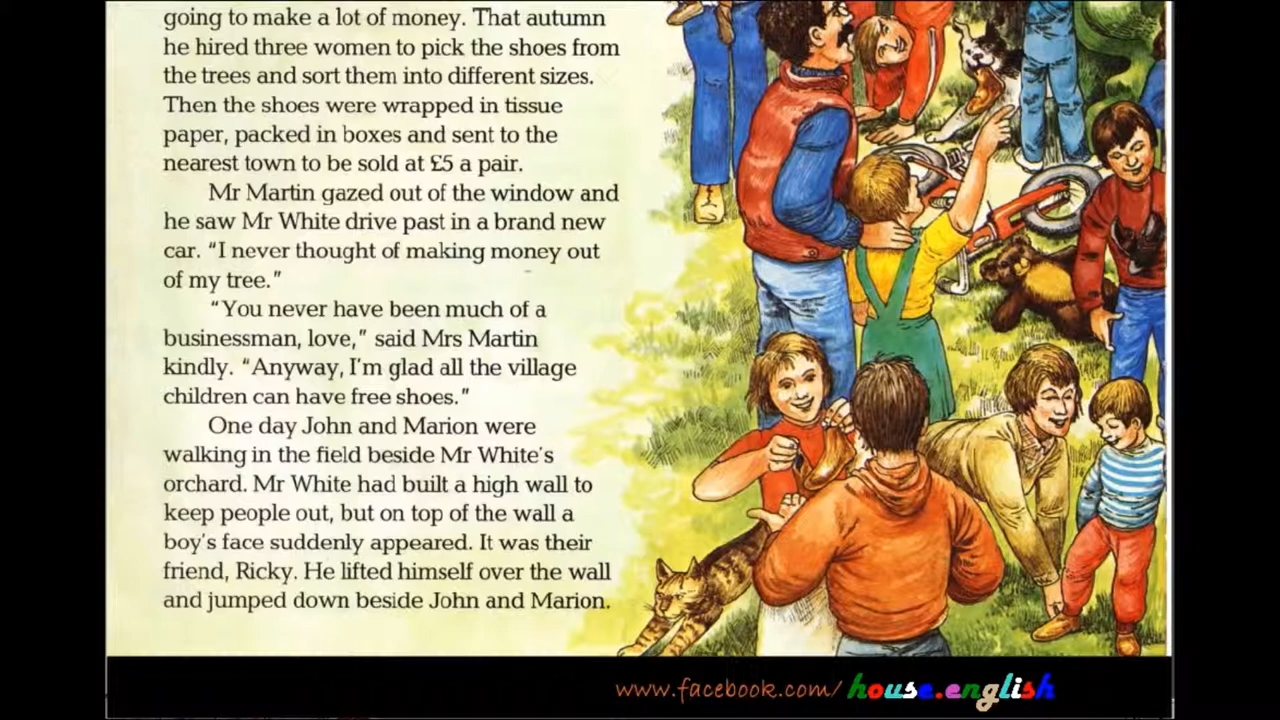 going to make a lot of money. That autumn
he hired three women to pick the shoes from
the trees and sort them into different sizes.
Then the shoes were wrapped in tissue
paper, packed in boxes and sent to the
nearest town to be sold at £5 a pair.
Mr Martin gazed out of the window and
he saw Mr White drive past in a brand new
car. “I never thought of making money out
of my tree.”
“You never have been much of a
businessman, love,” said Mrs Martin
kindly. “Anyway, I'm glad all the village
children can have free shoes.”
One day John and Marion were
walking in the field beside Mr White's
orchard. Mr White had built a high wall to
keep people out, but on top of the wall a
boy's face suddenly appeared. It was their
friend, Ricky. He lifted himself over the wall
and jumped down beside John and Marion.
www.facebook.com/house.english